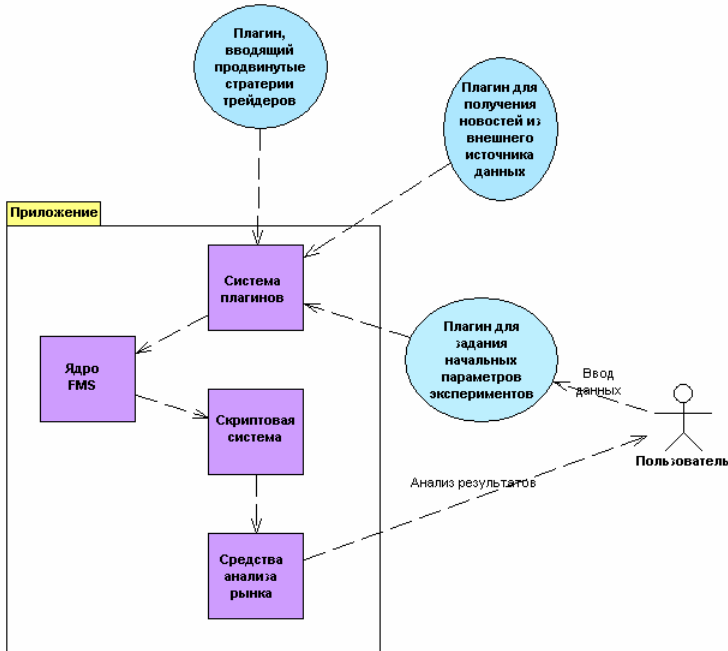 Плагин,
вводящий
продвинутые
стратерии
трейдеров
Плагин для
получения
новостей из
внешнего
источника
данных
Приложение
Система
плагинов
Плагин для
задания
начальных
параметров
экспериментов
Ввод
данных
Ядро
FMS
Скриптовая
система
Пользователь
Анализ результатов
Средства
анализа
рынка